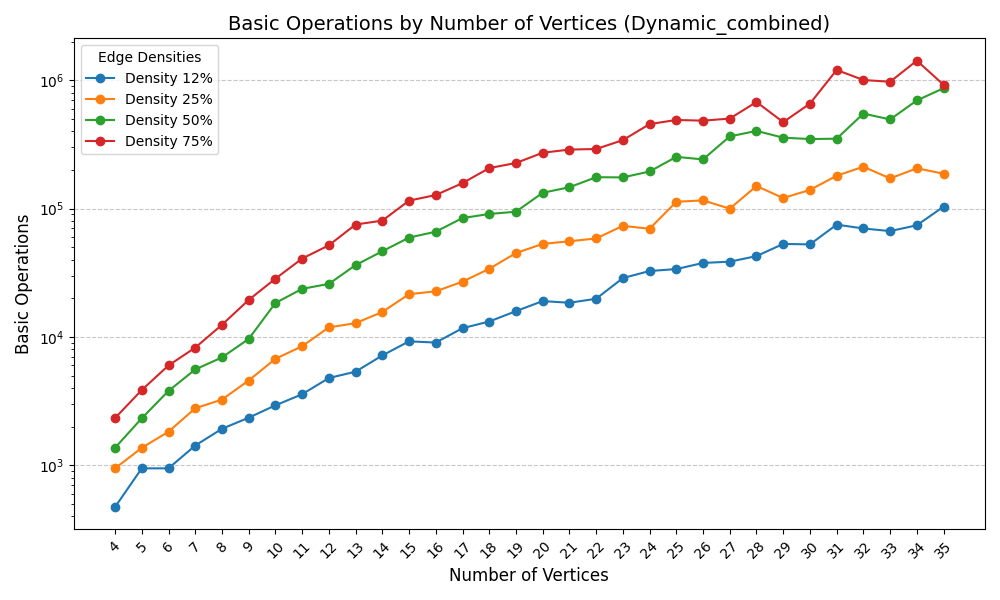 Basic Operations by Number of Vertices (Dynamic_combined)
Edge Densities
Density 12%
Density 25%
Density 50%
Density 75%
Basic Operations
10⁶
10⁵
10⁴
10³
4 5 6 7 8 9 10 11 12 13 14 15 16 17 18 19 20 21 22 23 24 25 26 27 28 29 30 31 32 33 34 35
Number of Vertices